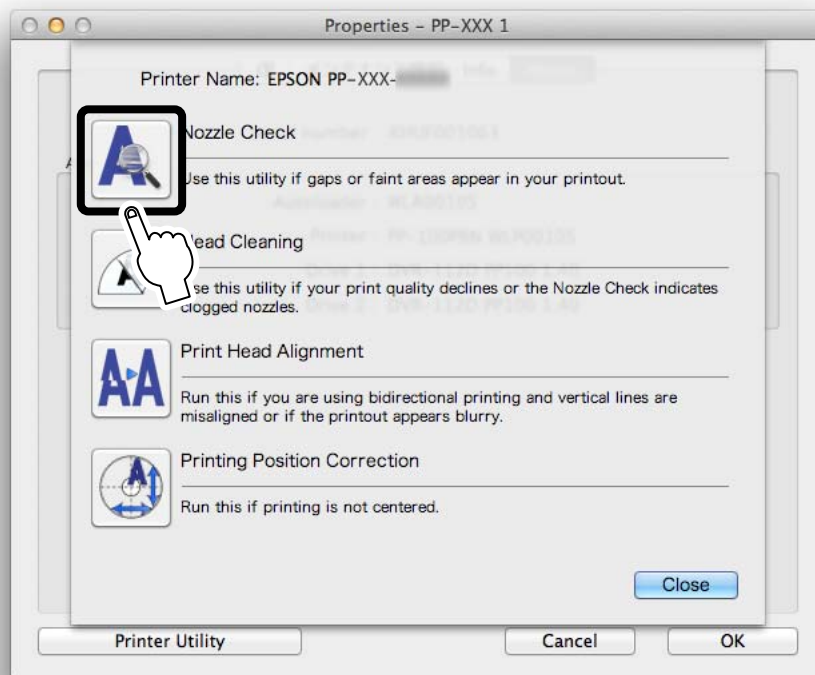 Properties – PP-XXX 1
Printer Name: EPSON PP-XXX-
Nozzle Check
Use this utility if gaps or faint areas appear in your printout.
Head Cleaning
Use this utility if your print quality declines or the Nozzle Check indicates
clogged nozzles.
Print Head Alignment
Run this if you are using bidirectional printing and vertical lines are
misaligned or if the printout appears blurry.
Printing Position Correction
Run this if printing is not centered.
Close
Printer Utility
Cancel
OK